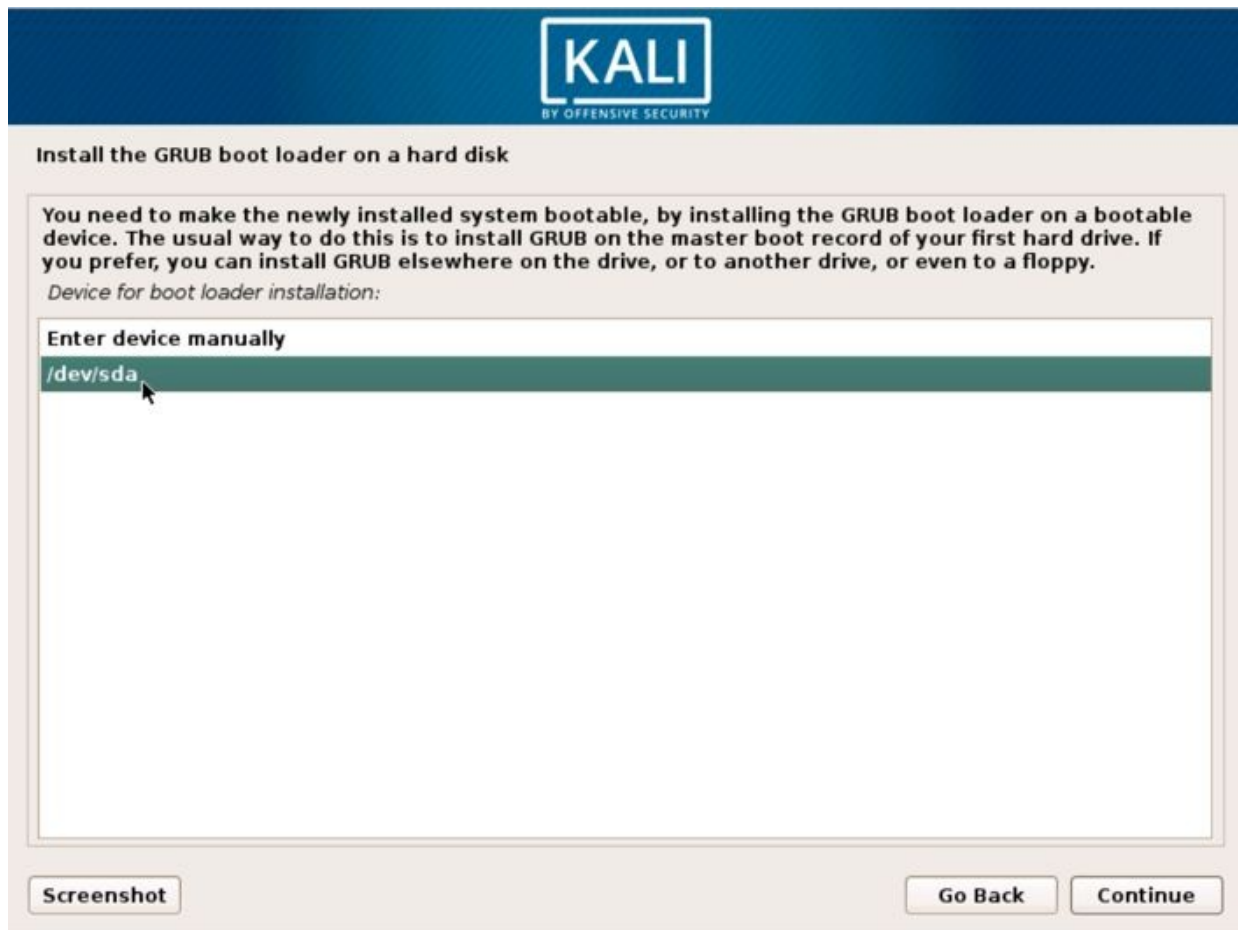 KALI
BY OFFENSIVE SECURITY
Install the GRUB boot loader on a hard disk
You need to make the newly installed system bootable, by installing the GRUB boot loader on a bootable
device. The usual way to do this is to install GRUB on the master boot record of your first hard drive. If
you prefer, you can install GRUB elsewhere on the drive, or to another drive, or even to a floppy.
Device for boot loader installation:
Enter device manually
/dev/sda
Screenshot
Go Back
Continue